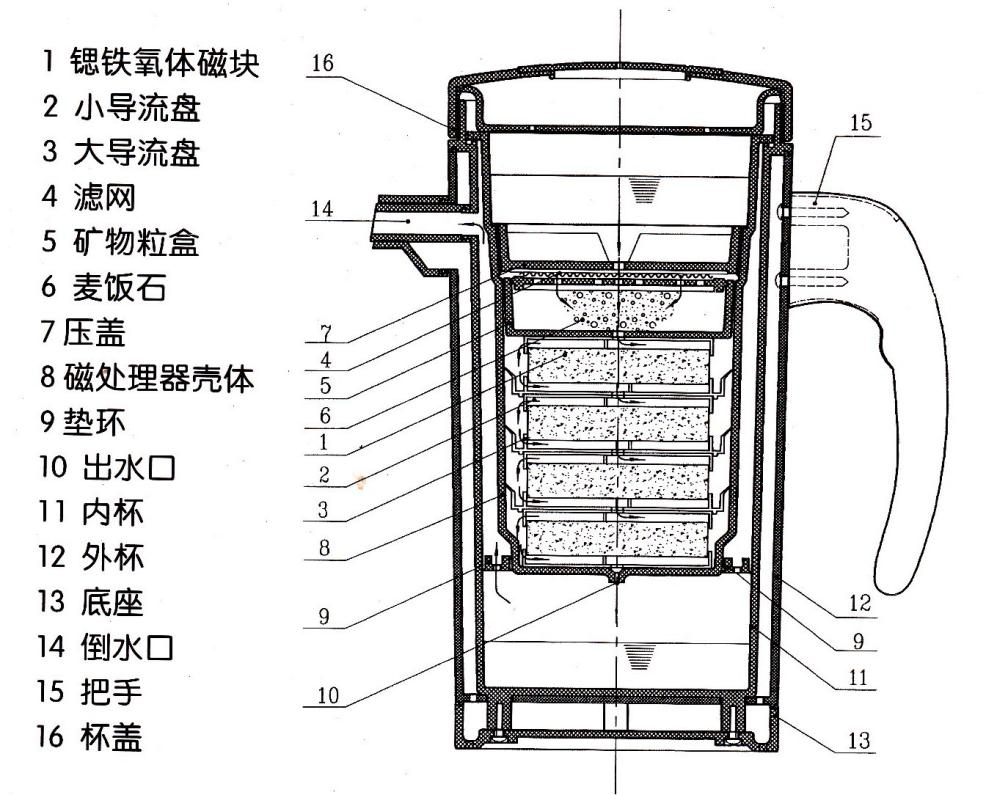 1 锶铁氧体磁块
2 小导流盘
3 大导流盘
4 滤网
5 矿物粒盒
6 麦饭石
7 压盖
8 磁处理器壳体
9 垫环
10 出水口
11 内杯
12 外杯
13 底座
14 倒水口
15 把手
16 杯盖
16
15
14
7
4
5
6
1
2
3
8
9
10
12
9
11
13